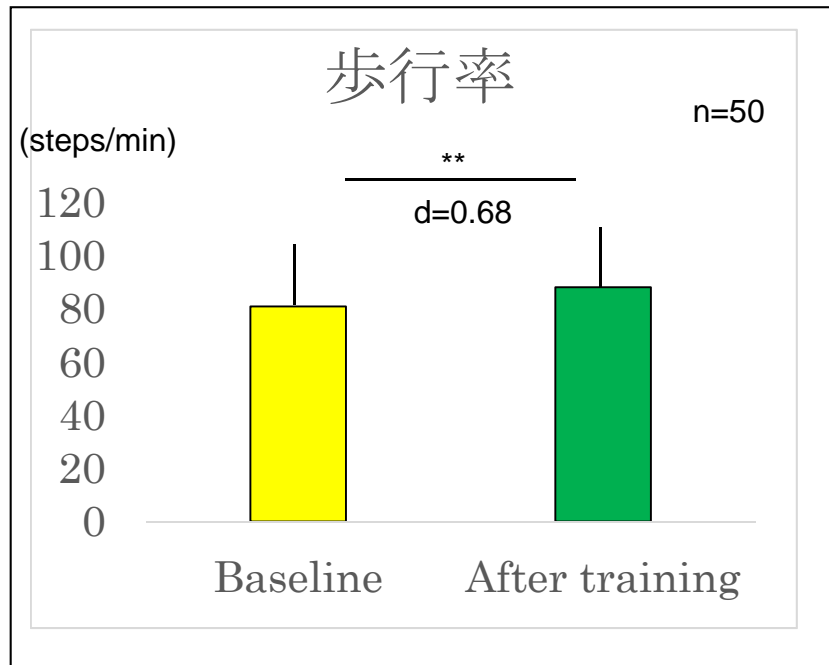 歩行率
n=50
(steps/min)
**
d=0.68
120
100
80
60
40
20
0
Baseline
After training